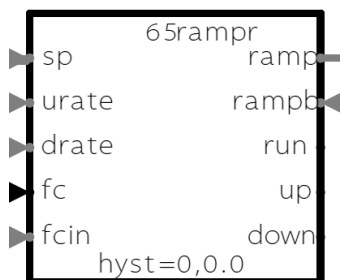 65rampr
sp ramp
urate rampb
drate run
fc up
fcin down
hyst=0,0.0